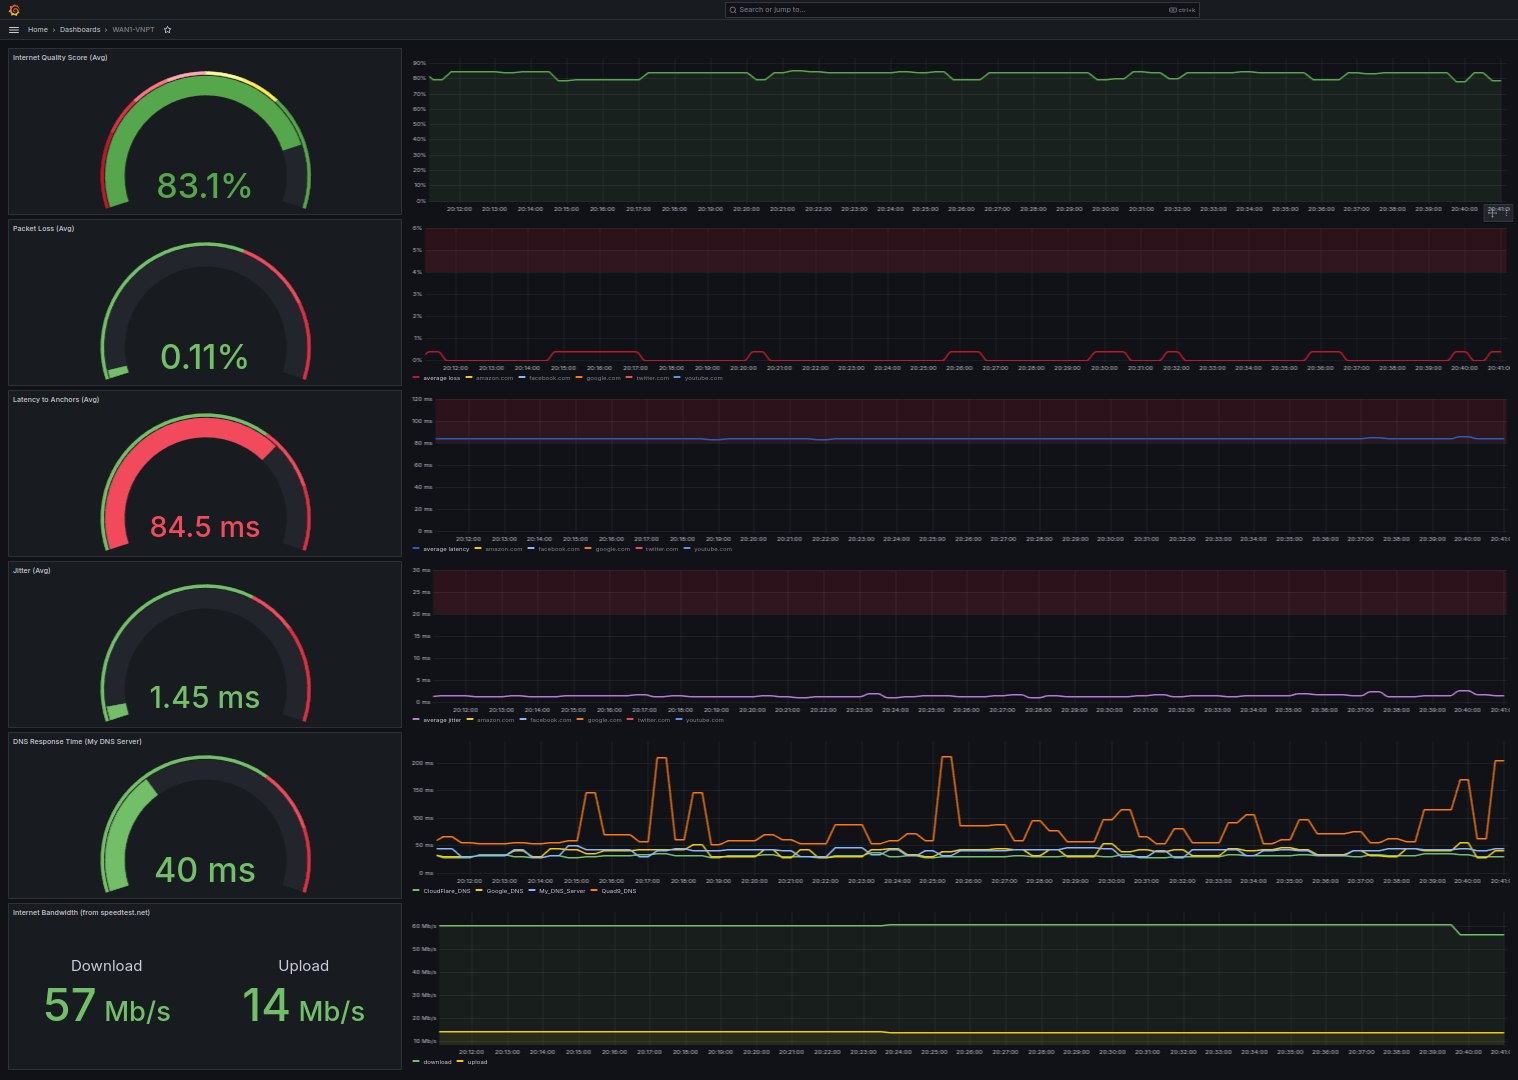 Search or jump to...
ctrl+k
Home › Dashboards › WAN1-VNPT
Internet Quality Score (Avg)
83.1%
90%
80%
70%
60%
50%
40%
30%
20%
10%
0%
20:12:00 20:13:00 20:14:00 20:15:00 20:16:00 20:17:00 20:18:00 20:19:00 20:20:00 20:21:00 20:22:00 20:23:00 20:24:00 20:25:00 20:26:00 20:27:00 20:28:00 20:29:00 20:30:00 20:31:00 20:32:00 20:33:00 20:34:00 20:35:00 20:36:00 20:37:00 20:38:00 20:39:00 20:40:00
Packet Loss (Avg)
0.11%
6%
5%
4%
3%
2%
1%
0%
20:12:00 20:13:00 20:14:00 20:15:00 20:16:00 20:17:00 20:18:00 20:19:00 20:20:00 20:21:00 20:22:00 20:23:00 20:24:00 20:25:00 20:26:00 20:27:00 20:28:00 20:29:00 20:30:00 20:31:00 20:32:00 20:33:00 20:34:00 20:35:00 20:36:00 20:37:00 20:38:00 20:39:00 20:40:00 20:41:0
average loss amazon.com facebook.com google.com twitter.com youtube.com
Latency to Anchors (Avg)
84.5 ms
120 ms
100 ms
80 ms
60 ms
40 ms
20 ms
0 ms
20:12:00 20:13:00 20:14:00 20:15:00 20:16:00 20:17:00 20:18:00 20:19:00 20:20:00 20:21:00 20:22:00 20:23:00 20:24:00 20:25:00 20:26:00 20:27:00 20:28:00 20:29:00 20:30:00 20:31:00 20:32:00 20:33:00 20:34:00 20:35:00 20:36:00 20:37:00 20:38:00 20:39:00 20:40:00 20:41:
average latency amazon.com facebook.com google.com twitter.com youtube.com
Jitter (Avg)
1.45 ms
30 ms
25 ms
20 ms
15 ms
10 ms
5 ms
0 ms
20:12:00 20:13:00 20:14:00 20:15:00 20:16:00 20:17:00 20:18:00 20:19:00 20:20:00 20:21:00 20:22:00 20:23:00 20:24:00 20:25:00 20:26:00 20:27:00 20:28:00 20:29:00 20:30:00 20:31:00 20:32:00 20:33:00 20:34:00 20:35:00 20:36:00 20:37:00 20:38:00 20:39:00 20:40:00 20:41:
average jitter amazon.com facebook.com google.com twitter.com youtube.com
DNS Response Time (My DNS Server)
40 ms
200 ms
150 ms
100 ms
50 ms
0 ms
20:12:00 20:13:00 20:14:00 20:15:00 20:16:00 20:17:00 20:18:00 20:19:00 20:20:00 20:21:00 20:22:00 20:23:00 20:24:00 20:25:00 20:26:00 20:27:00 20:28:00 20:29:00 20:30:00 20:31:00 20:32:00 20:33:00 20:34:00 20:35:00 20:36:00 20:37:00 20:38:00 20:39:00 20:40:00 20:41:
CloudFlare_DNS Google_DNS My_DNS_Server Quad9_DNS
Internet Bandwidth (from speedtest.net)
Download Upload
57 Mb/s 14 Mb/s
60 Mb/s
50 Mb/s
40 Mb/s
30 Mb/s
20 Mb/s
10 Mb/s
20:12:00 20:13:00 20:14:00 20:15:00 20:16:00 20:17:00 20:18:00 20:19:00 20:20:00 20:21:00 20:22:00 20:23:00 20:24:00 20:25:00 20:26:00 20:27:00 20:28:00 20:29:00 20:30:00 20:31:00 20:32:00 20:33:00 20:34:00 20:35:00 20:36:00 20:37:00 20:38:00 20:39:00 20:40:00 20:41:
download upload